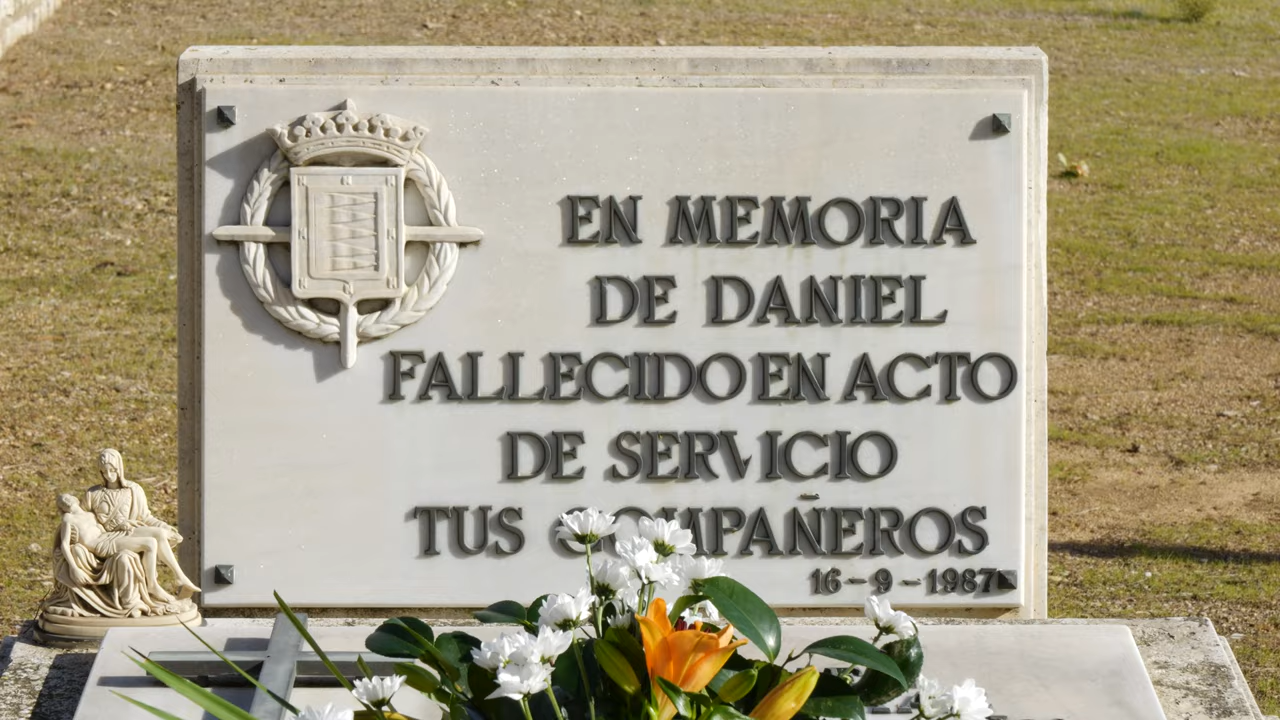 EN MEMORIA
DE DANIEL
FALLECIDO EN ACTO
DE SERVICIO
TUS COMPAÑEROS
16-9-1987